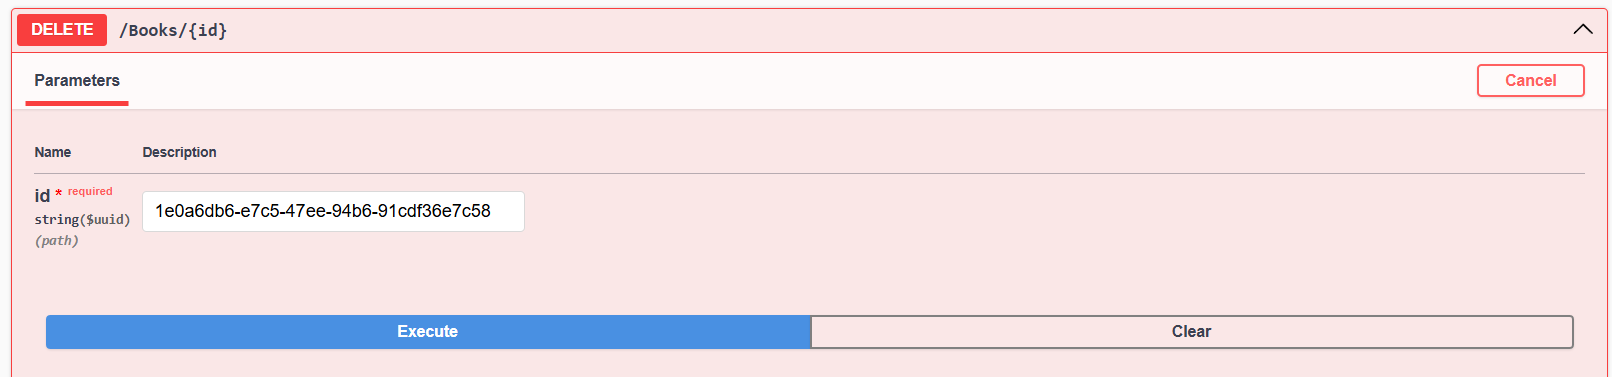 DELETE /Books/{id}
Parameters Cancel
Name Description
id * required
string($uuid)
(path)
1e0a6db6-e7c5-47ee-94b6-91cdf36e7c58
Execute Clear